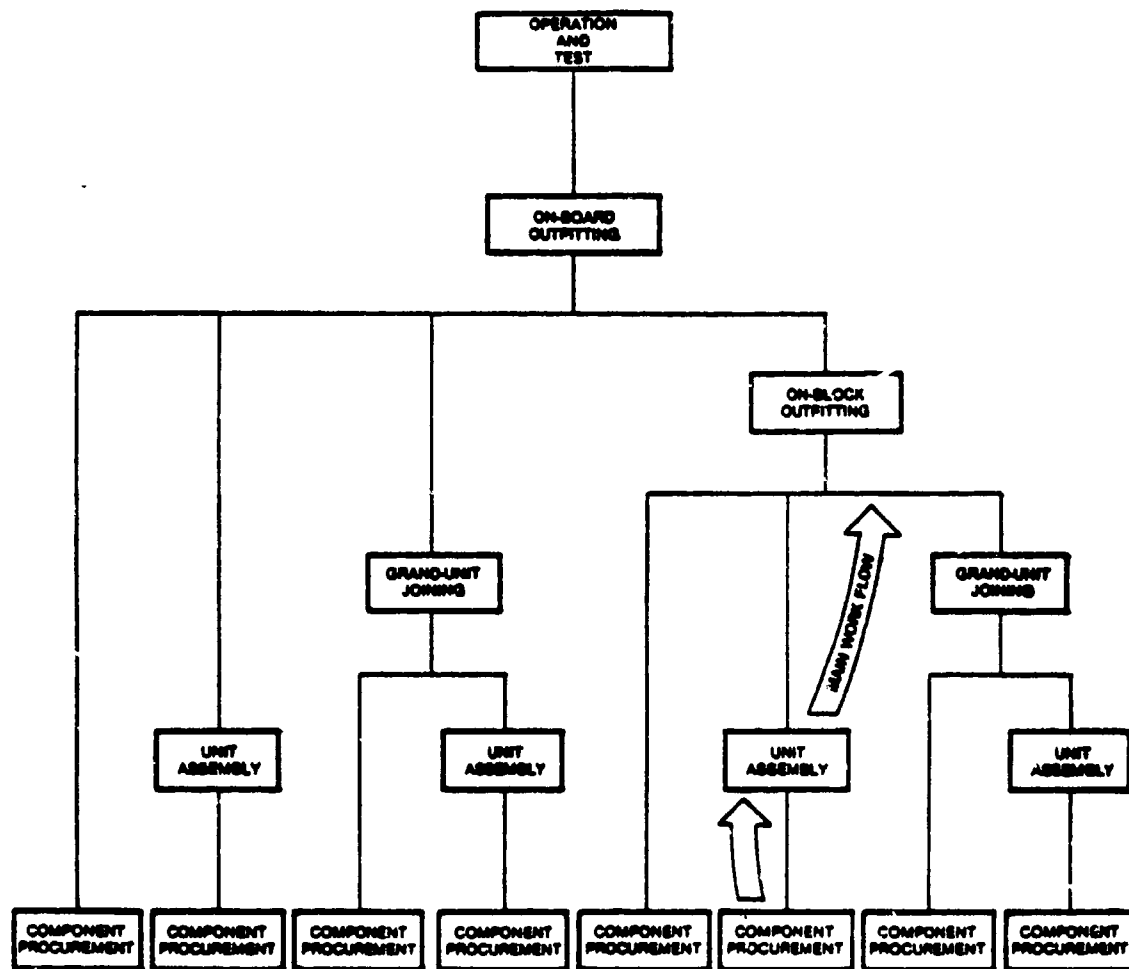 OPERATION
AND
TEST
ON-BOARD
OUTFITTING
ON-BLOCK
OUTFITTING
GRAND-UNIT
JOINING
GRAND-UNIT
JOINING
MAIN WORK FLOW
UNIT
ASSEMBLY
UNIT
ASSEMBLY
UNIT
ASSEMBLY
UNIT
ASSEMBLY
COMPONENT
PROCUREMENT
COMPONENT
PROCUREMENT
COMPONENT
PROCUREMENT
COMPONENT
PROCUREMENT
COMPONENT
PROCUREMENT
COMPONENT
PROCUREMENT
COMPONENT
PROCUREMENT
COMPONENT
PROCUREMENT